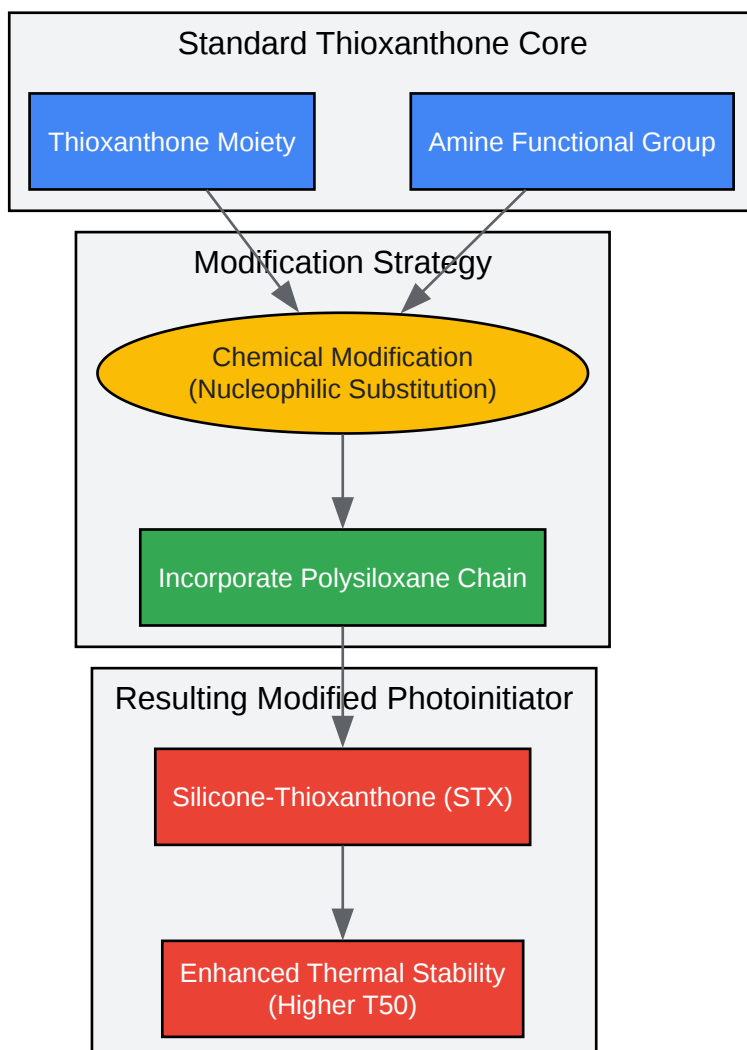 Standard Thioxanthone Core
Thioxanthone Moiety
Amine Functional Group
Modification Strategy
Chemical Modification
(Nucleophilic Substitution)
Incorporate Polysiloxane Chain
Resulting Modified Photoinitiator
Silicone-Thioxanthone (STX)
Enhanced Thermal Stability
(Higher T50)